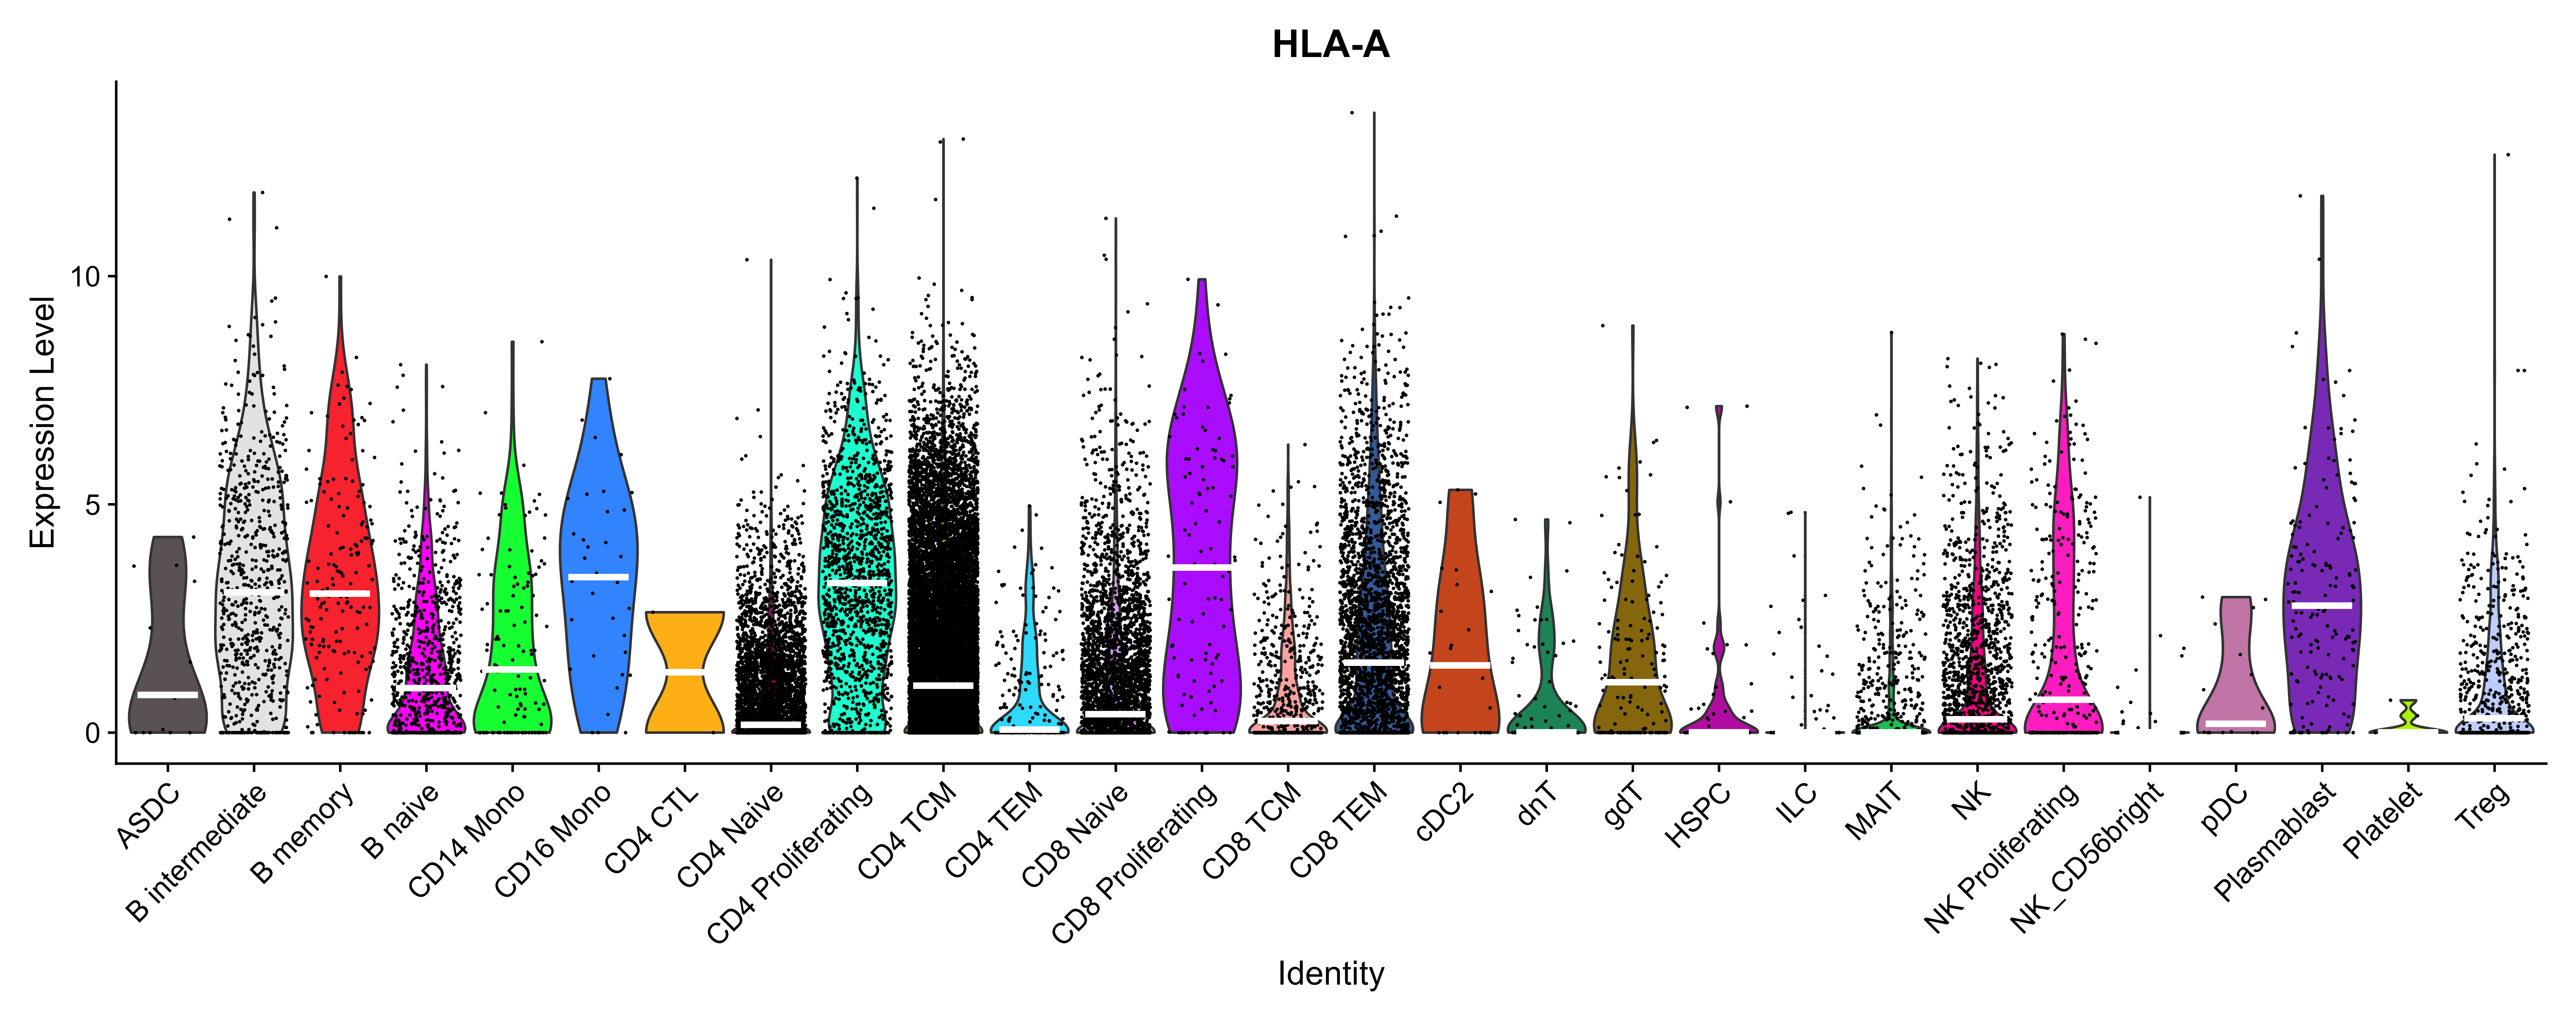 HLA-A
Expression Level
10
5
0
ASDC
B intermediate
B memory
B naive
CD14 Mono
CD16 Mono
CD4 CTL
CD4 Naive
CD4 Proliferating
CD4 TCM
CD4 TEM
CD8 Naive
CD8 Proliferating
CD8 TCM
CD8 TEM
cDC2
dnT
gdT
HSPC
ILC
MAIT
NK
NK Proliferating
NK_CD56bright
pDC
Plasmablast
Platelet
Treg
Identity